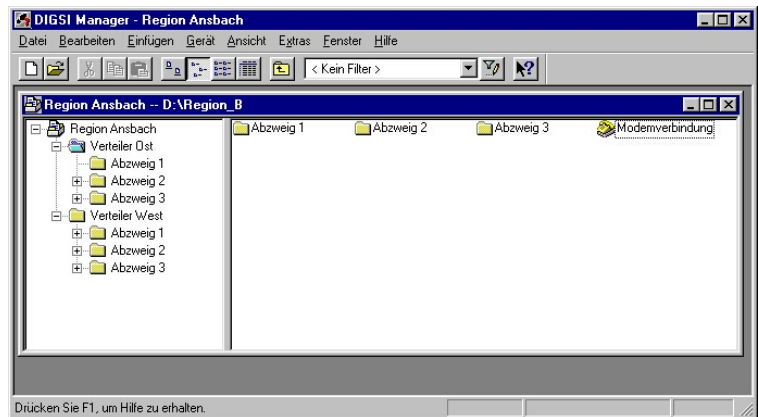 DIGSI Manager - Region Ansbach
Datei Bearbeiten Einfügen Gerät Ansicht Extras Fenster Hilfe
< Kein Filter >
Region Ansbach -- D:\Region_B
Region Ansbach
Verteiler Ost
Abzweig 1
Abzweig 2
Abzweig 3
Verteiler West
Abzweig 1
Abzweig 2
Abzweig 3
Abzweig 1 Abzweig 2 Abzweig 3 Modemverbindung
Drücken Sie F1, um Hilfe zu erhalten.